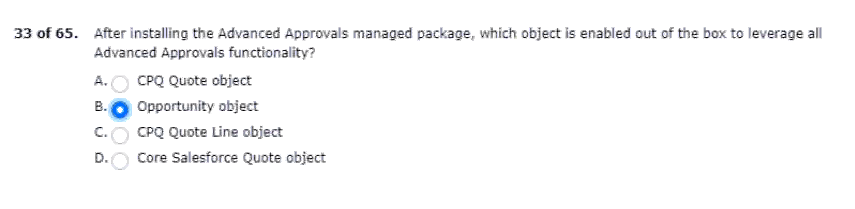 33 of 65. After installing the Advanced Approvals managed package, which object is enabled out of the box to leverage all
Advanced Approvals functionality?
A. CPQ Quote object
B. Opportunity object
C. CPQ Quote Line object
D. Core Salesforce Quote object